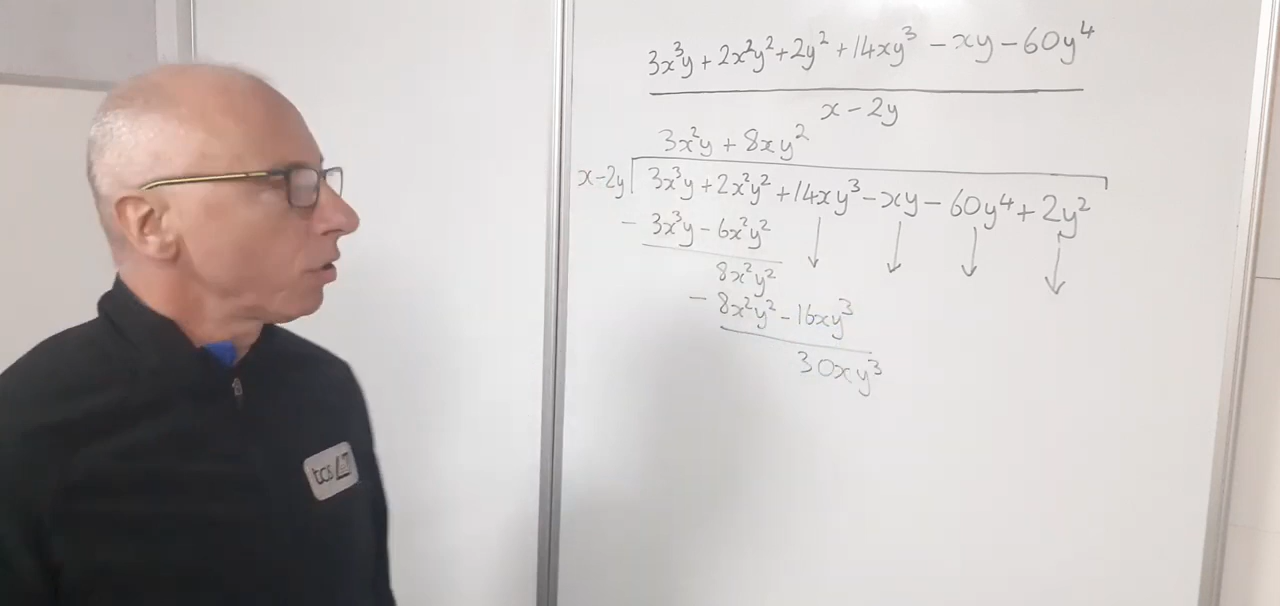 3x³y + 2x²y² + 2y² + 14xy³ - xy - 60y⁴
x - 2y
3x²y + 8xy²
x-2y 3x³y + 2x²y² + 14xy³ - xy - 60y⁴ + 2y²
- 3x³y - 6x²y²
8x²y²
- 8x²y² - 16xy³
30xy³
tcs